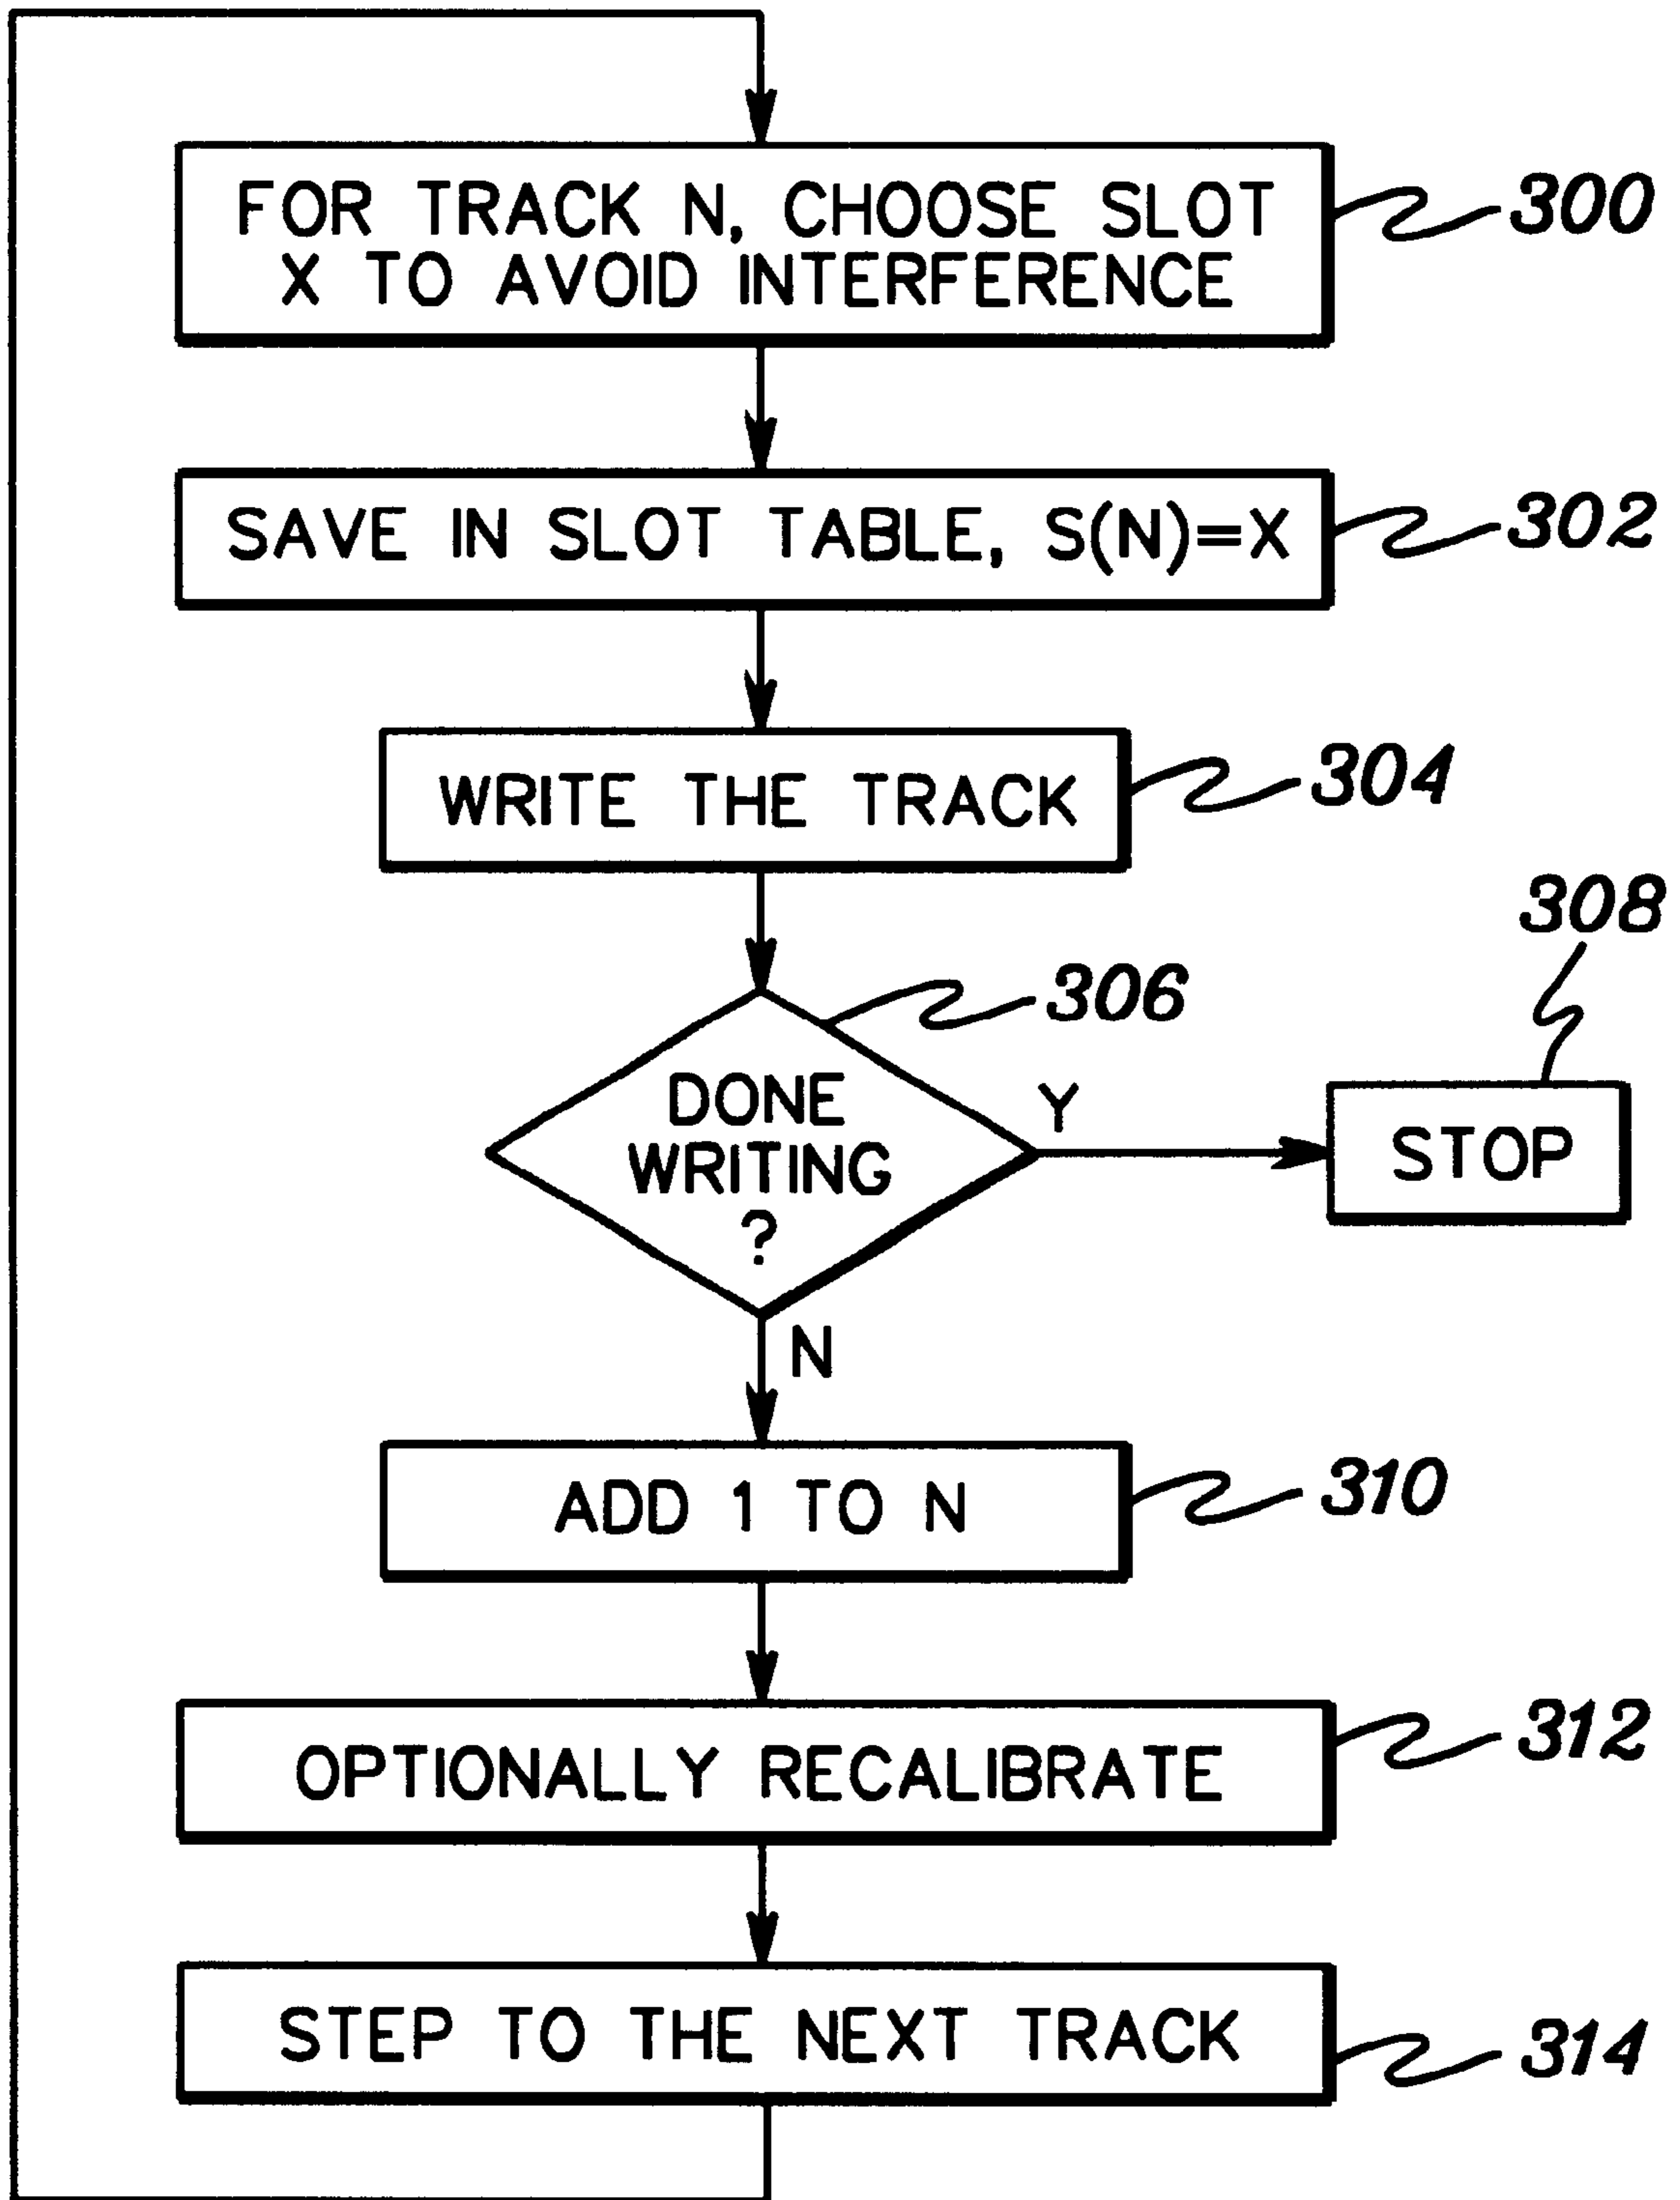 FOR TRACK N, CHOOSE SLOT
X TO AVOID INTERFERENCE
300
SAVE IN SLOT TABLE, S(N)=X
302
WRITE THE TRACK
304
308
306
DONE
WRITING
?
Y
STOP
N
ADD 1 TO N
310
OPTIONALLY RECALIBRATE
312
STEP TO THE NEXT TRACK
314